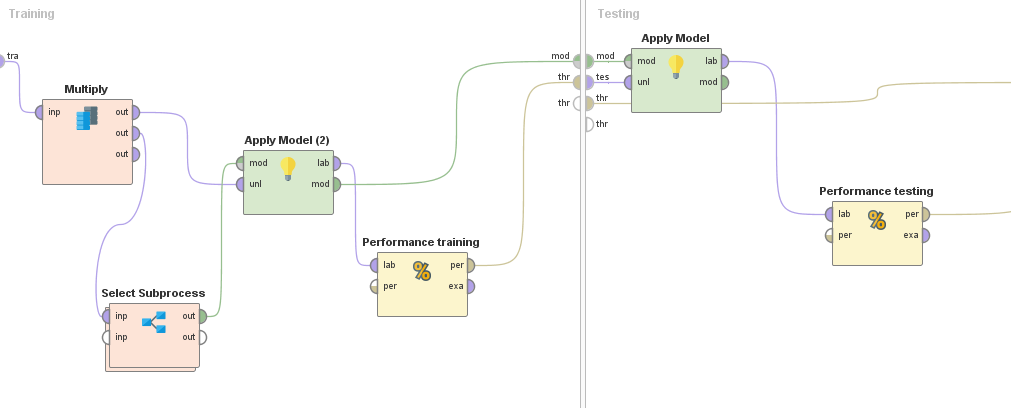 Training
tra
Multiply
inp out
out
out
Apply Model (2)
mod lab
unl mod
Performance training
lab per
per exa
Select Subprocess
inp out
inp out
mod
thr
thr
Testing
mod
tes
thr
thr
Apply Model
mod lab
unl mod
Performance testing
lab per
% 
per exa
%